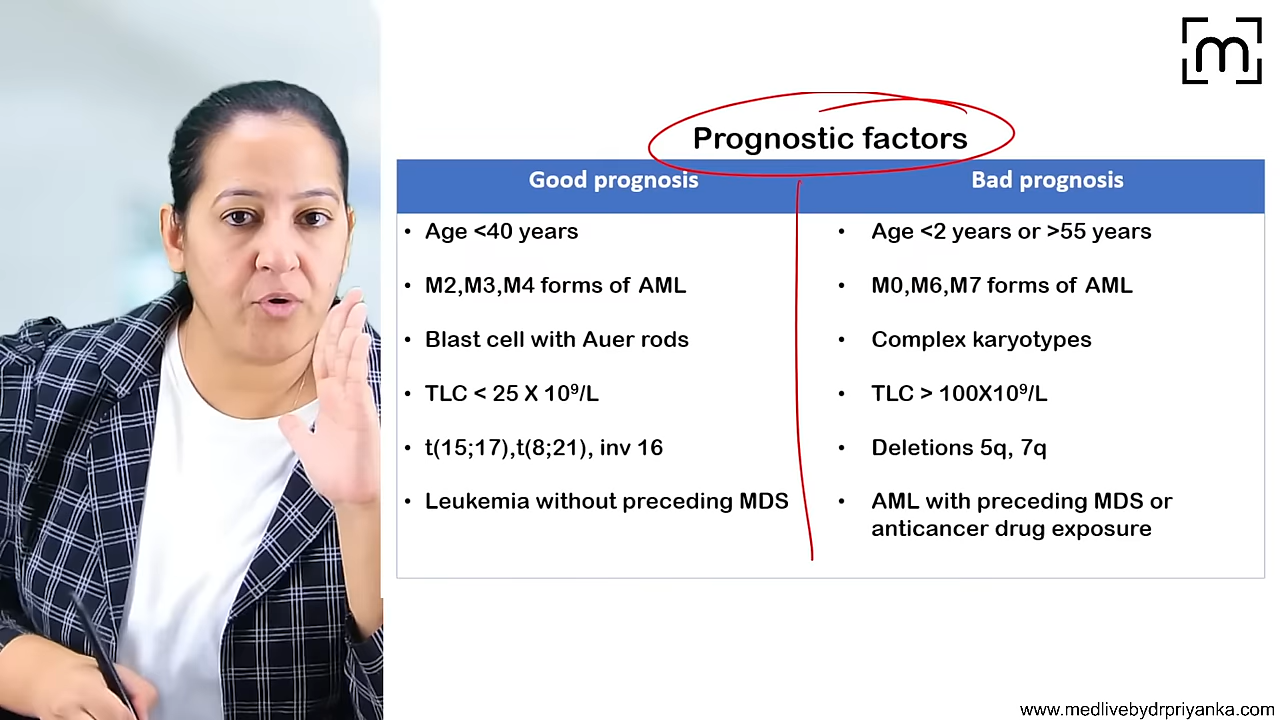 m
Prognostic factors
Good prognosis
Bad prognosis
• Age <40 years
• Age <2 years or >55 years
• M2,M3,M4 forms of AML
• M0,M6,M7 forms of AML
• Blast cell with Auer rods
• Complex karyotypes
• TLC < 25 X 10⁹/L
• TLC > 100X10⁹/L
• t(15;17),t(8;21), inv 16
• Deletions 5q, 7q
• Leukemia without preceding MDS
• AML with preceding MDS or
anticancer drug exposure
www.medlivebydrpriyanka.com